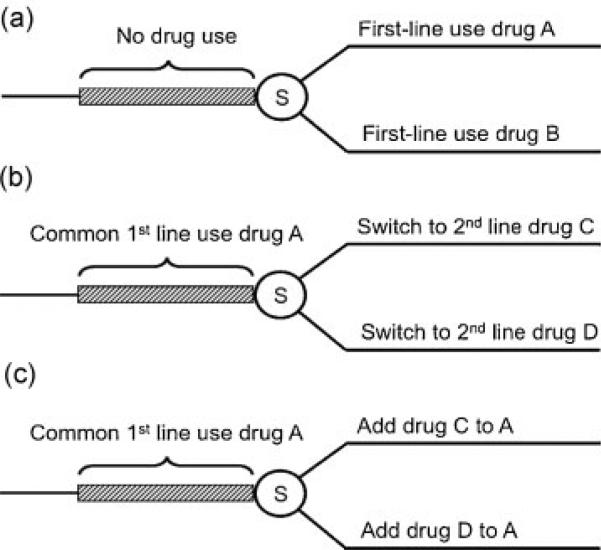 (a)
No drug use
S
First-line use drug A
First-line use drug B
(b)
Common 1st line use drug A
S
Switch to 2nd line drug C
Switch to 2nd line drug D
(c)
Common 1st line use drug A
S
Add drug C to A
Add drug D to A